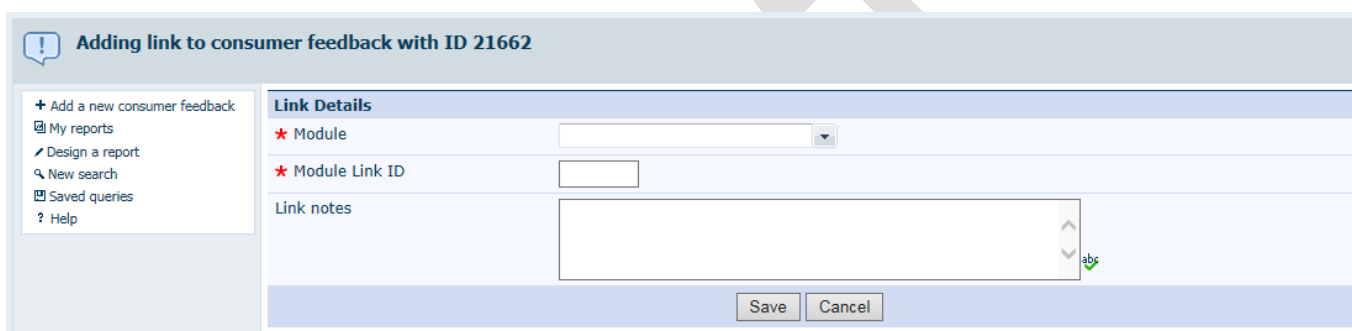 Adding link to consumer feedback with ID 21662
+ Add a new consumer feedback
My reports
Design a report
New search
Saved queries
? Help
Link Details
* Module
* Module Link ID
Link notes
abc
Save Cancel